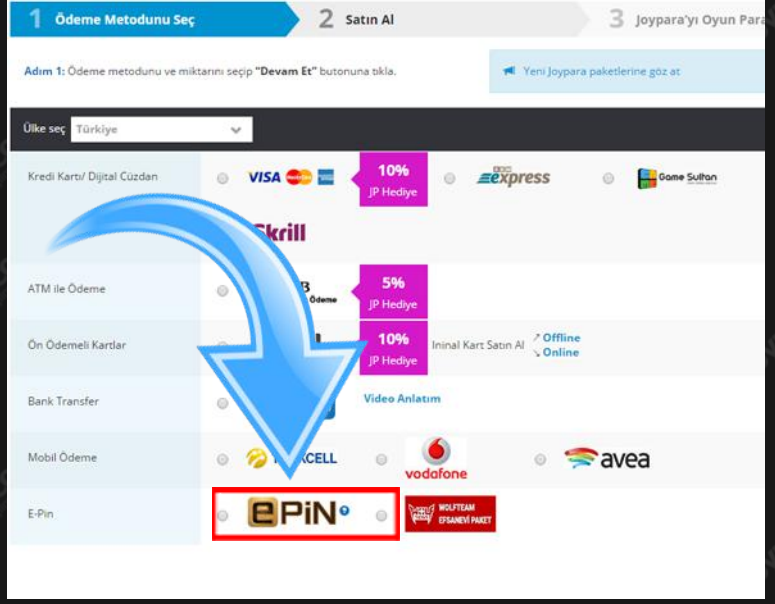 1 Ödeme Metodunu Seç
2 Satın Al
3 Joypara'yı Oyun Para
Adım 1: Ödeme metodunu ve miktarını seçip "Devam Et" butonuna tıkla.
Yeni Joypara paketlerine göz at
Ülke seç Türkiye
Kredi Kartı/ Dijital Cüzdan
VISA
10%
JP Hediye
express
Game Sultan
Skrill
ATM ile Ödeme
Ödeme
5%
JP Hediye
Ön Ödemeli Kartlar
10%
JP Hediye
Ininal Kart Satın Al
Offline
Online
Bank Transfer
Video Anlatım
Mobil Ödeme
CELL
vodafone
avea
E-Pin
ePiN
WOLFTEAM
EFSANEVİ PAKET